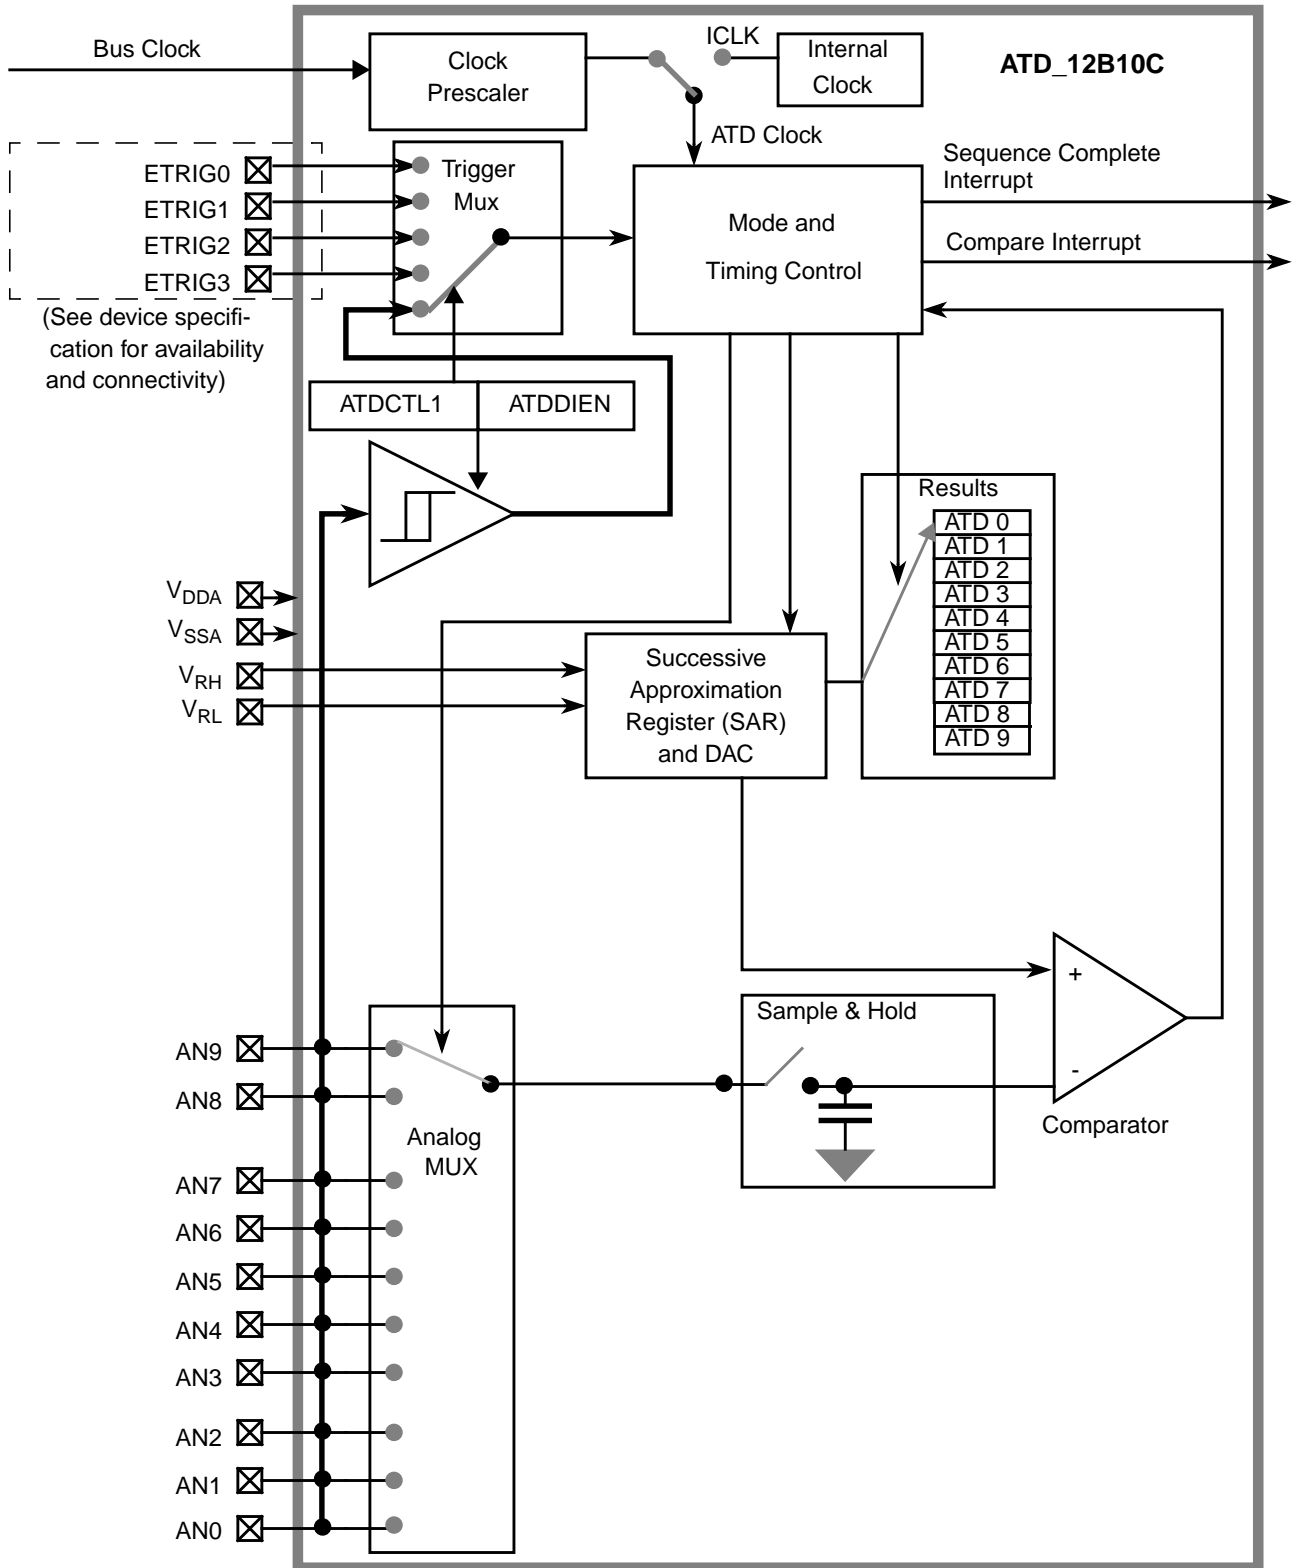 Bus Clock
Clock
Prescaler
ICLK
Internal
Clock
ATD_12B10C
ATD Clock
ETRIG0
ETRIG1
ETRIG2
ETRIG3
(See device specifi-
cation for availability
and connectivity)
Trigger
Mux
Mode and
Timing Control
Sequence Complete
Interrupt
Compare Interrupt
ATDCTL1
ATDDIEN
Results
ATD 0
ATD 1
ATD 2
ATD 3
ATD 4
ATD 5
ATD 6
ATD 7
ATD 8
ATD 9
VDDA
VSSA
VRH
VRL
Successive
Approximation
Register (SAR)
and DAC
+
-
Comparator
Sample & Hold
Analog
MUX
AN9
AN8
AN7
AN6
AN5
AN4
AN3
AN2
AN1
AN0